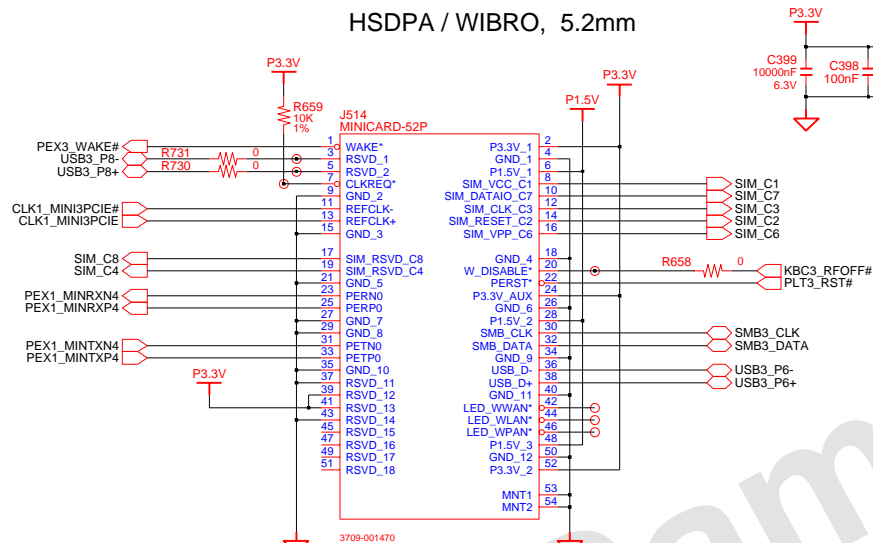 HSDPA / WIBRO, 5.2mm
P3.3V
C399
10000nF
6.3V
C398
100nF
P3.3V
R659
10K
1%
P3.3V
P1.5V
J514
MINICARD-52P
PEX3_WAKE# 1 WAKE* P3.3V_1 2
USB3_P8- R731 0 3 RSVD_1 GND_1 4
USB3_P8+ R730 0 5 RSVD_2 P1.5V_1 6
7 CLKREQ* SIM_VCC_C1 8 SIM_C1
9 GND_2 SIM_DATAIO_C7 10 SIM_C7
CLK1_MINI3PCIE# 11 REFCLK- SIM_CLK_C3 12 SIM_C3
CLK1_MINI3PCIE 13 REFCLK+ SIM_RESET_C2 14 SIM_C2
15 GND_3 SIM_VPP_C6 16 SIM_C6
SIM_C8 17 SIM_RSVD_C8 GND_4 18
SIM_C4 19 SIM_RSVD_C4 W_DISABLE* 20 R658 0 KBC3_RFOFF#
21 GND_5 PERST* 22 PLT3_RST#
PEX1_MINRXN4 23 PERN0 P3.3V_AUX 24
PEX1_MINRXP4 25 PERP0 GND_6 26
27 GND_7 P1.5V_2 28
29 GND_8 SMB_CLK 30 SMB3_CLK
PEX1_MINTXN4 31 PETN0 SMB_DATA 32 SMB3_DATA
PEX1_MINTXP4 33 PETP0 GND_9 34
35 GND_10 USB_D- 36 USB3_P6-
P3.3V 37 RSVD_11 USB_D+ 38 USB3_P6+
39 RSVD_12 GND_11 40
41 RSVD_13 LED_WWAN* 42
43 RSVD_14 LED_WLAN* 44
45 RSVD_15 LED_WPAN* 46
47 RSVD_16 P1.5V_3 48
49 RSVD_17 GND_12 50
51 RSVD_18 P3.3V_2 52
MNT1 53
MNT2 54
3709-001470